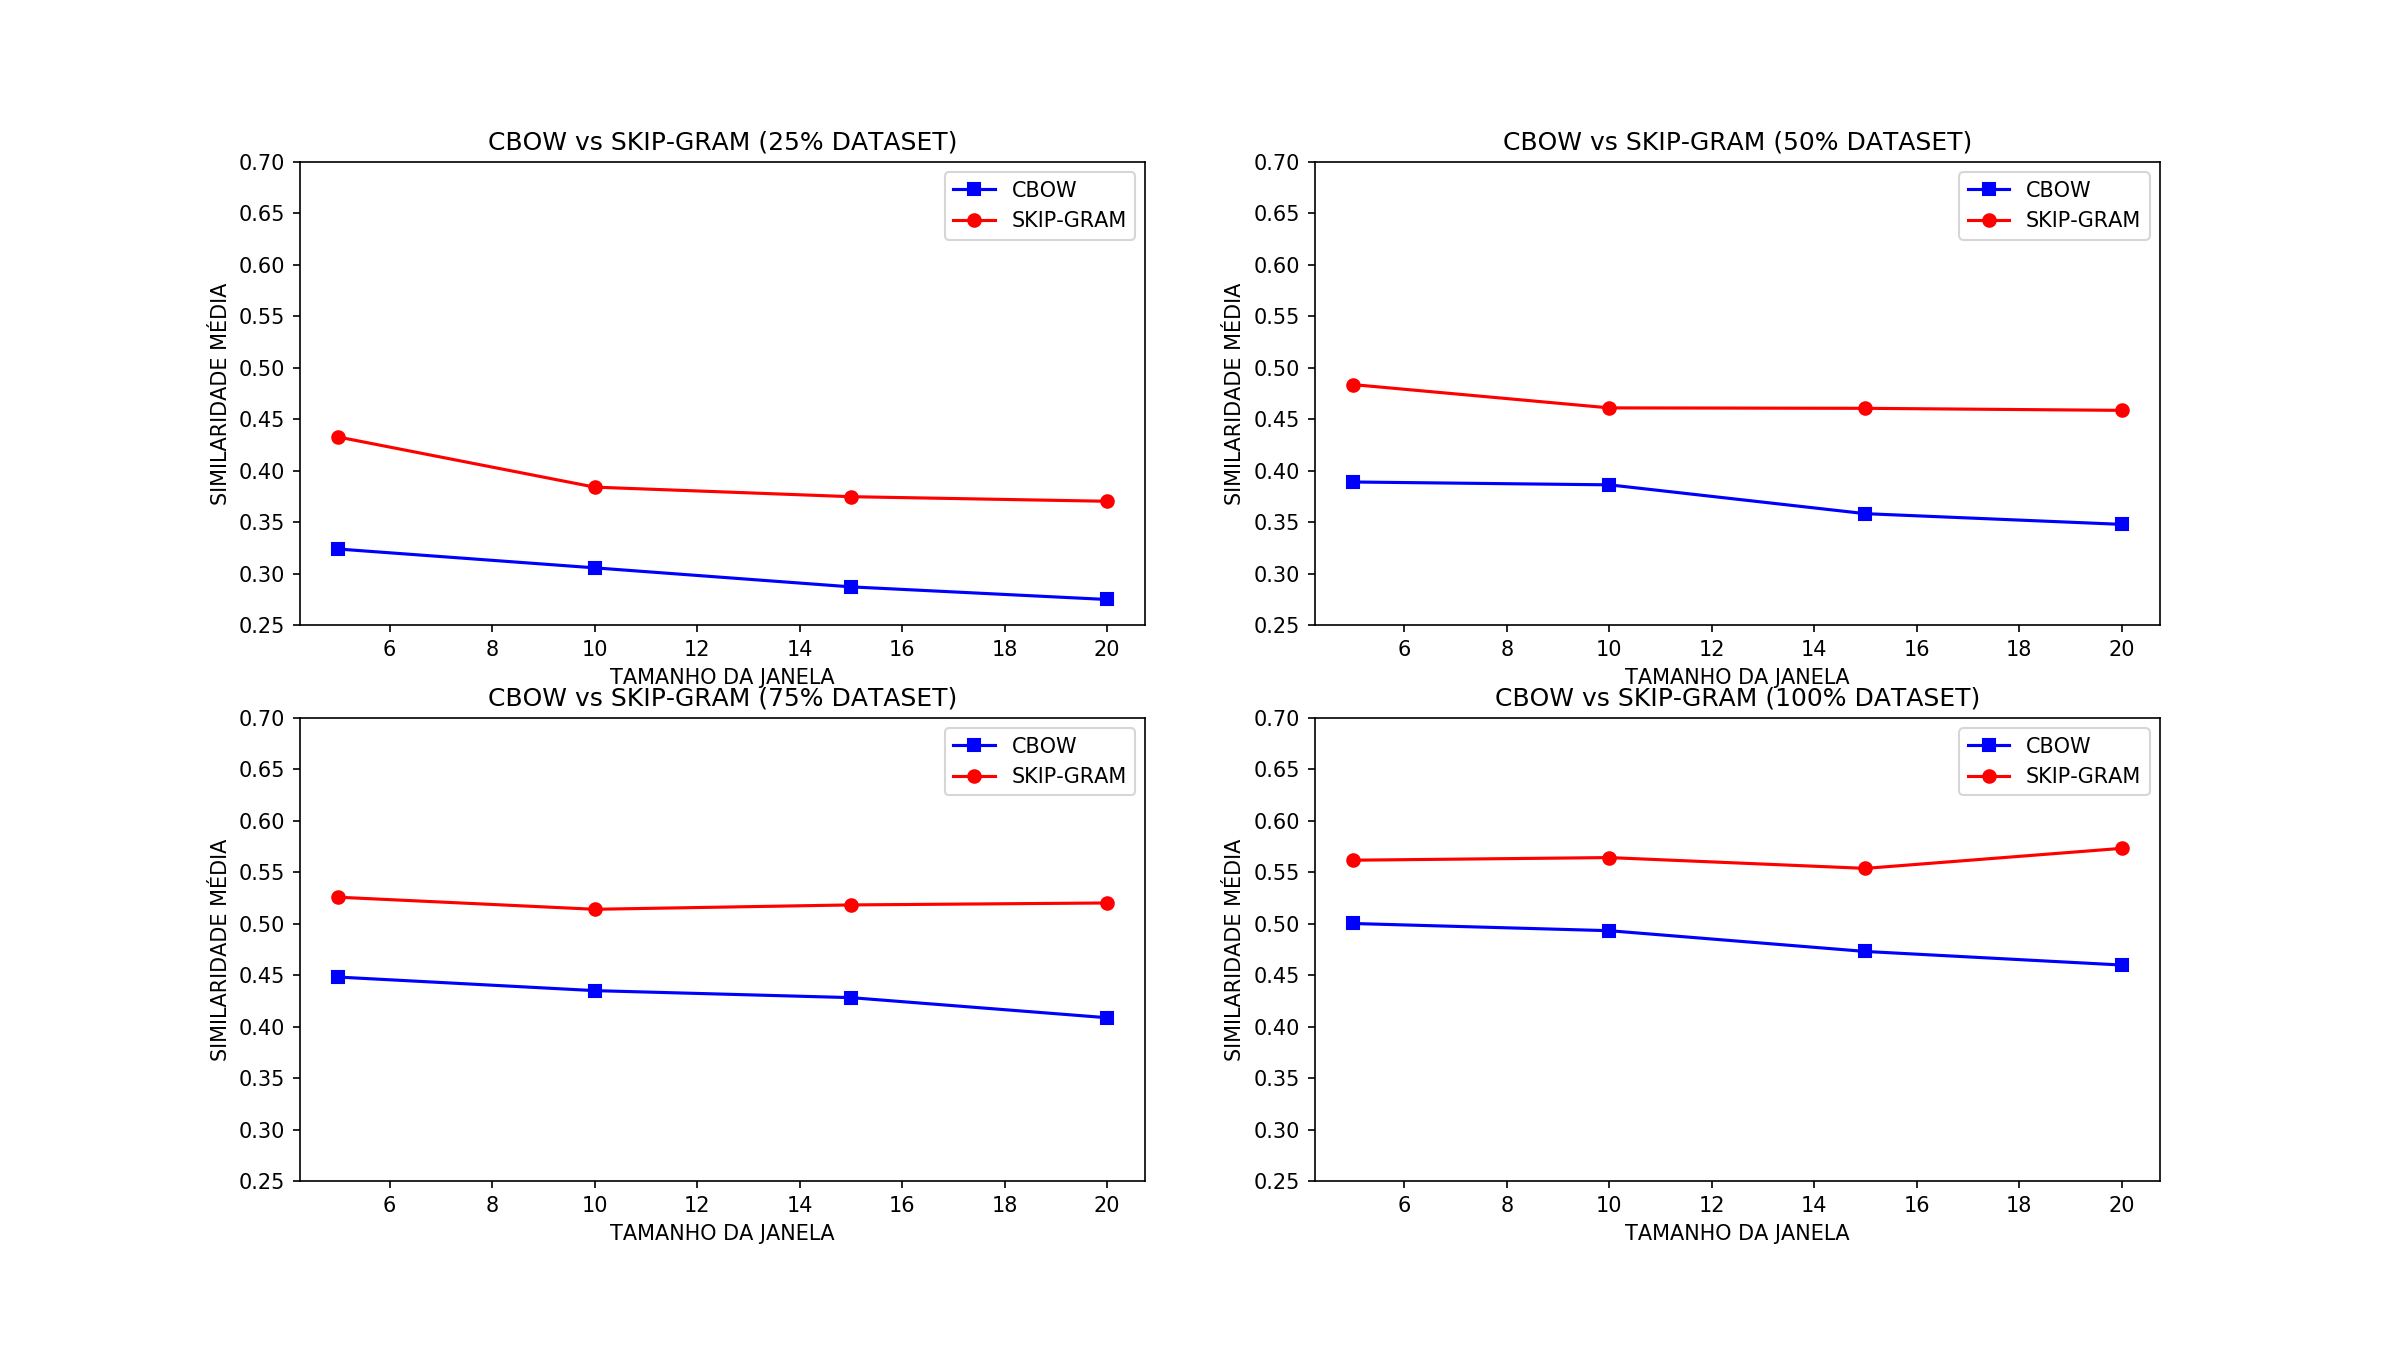 CBOW vs SKIP-GRAM (25% DATASET)
0.70
0.65
0.60
0.55
0.50
0.45
0.40
0.35
0.30
0.25
SIMILARIDADE MÉDIA
CBOW
SKIP-GRAM
6 8 10 12 14 16 18 20
TAMANHO DA JANELA
CBOW vs SKIP-GRAM (50% DATASET)
0.70
0.65
0.60
0.55
0.50
0.45
0.40
0.35
0.30
0.25
SIMILARIDADE MÉDIA
CBOW
SKIP-GRAM
6 8 10 12 14 16 18 20
TAMANHO DA JANELA
CBOW vs SKIP-GRAM (75% DATASET)
0.70
0.65
0.60
0.55
0.50
0.45
0.40
0.35
0.30
0.25
SIMILARIDADE MÉDIA
CBOW
SKIP-GRAM
6 8 10 12 14 16 18 20
TAMANHO DA JANELA
CBOW vs SKIP-GRAM (100% DATASET)
0.70
0.65
0.60
0.55
0.50
0.45
0.40
0.35
0.30
0.25
SIMILARIDADE MÉDIA
CBOW
SKIP-GRAM
6 8 10 12 14 16 18 20
TAMANHO DA JANELA